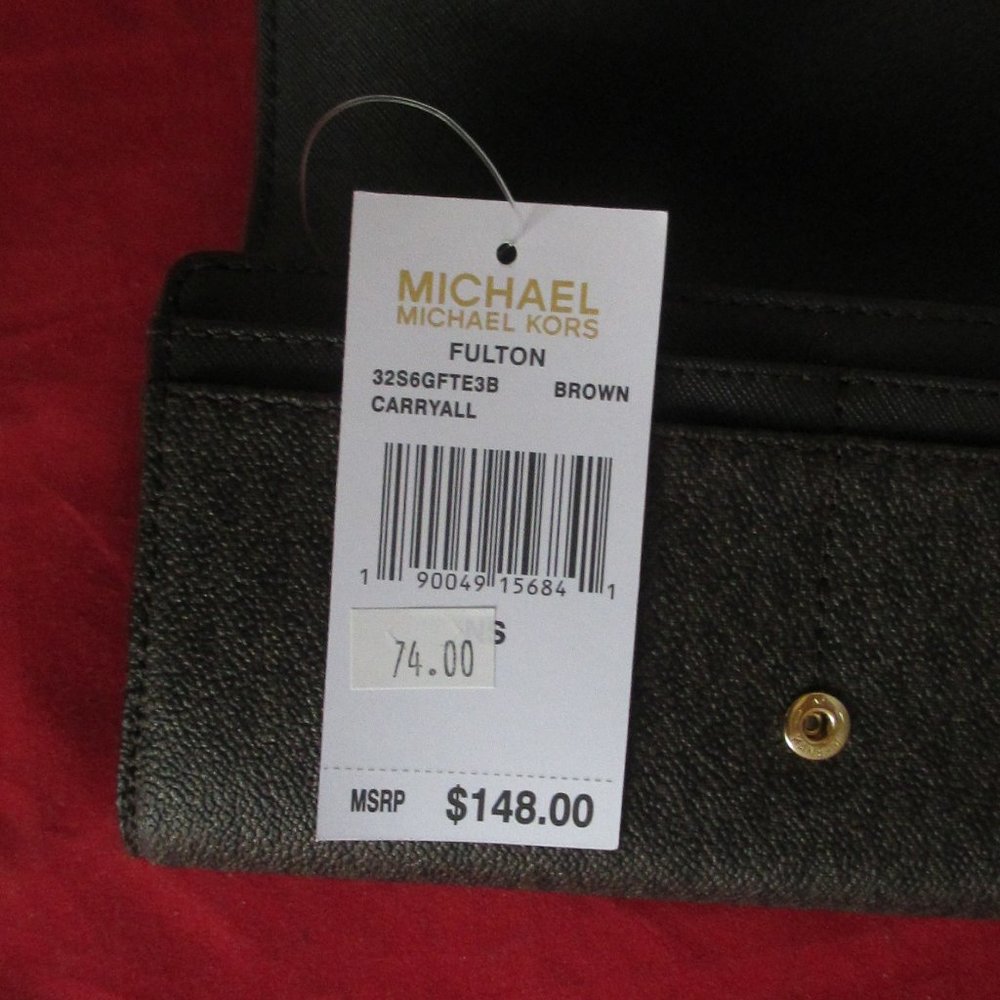 MICHAEL
MICHAEL KORS
FULTON
32S6GFTE3B BROWN
CARRYALL
1 90049 15684 1
74.00
MSRP $148.00